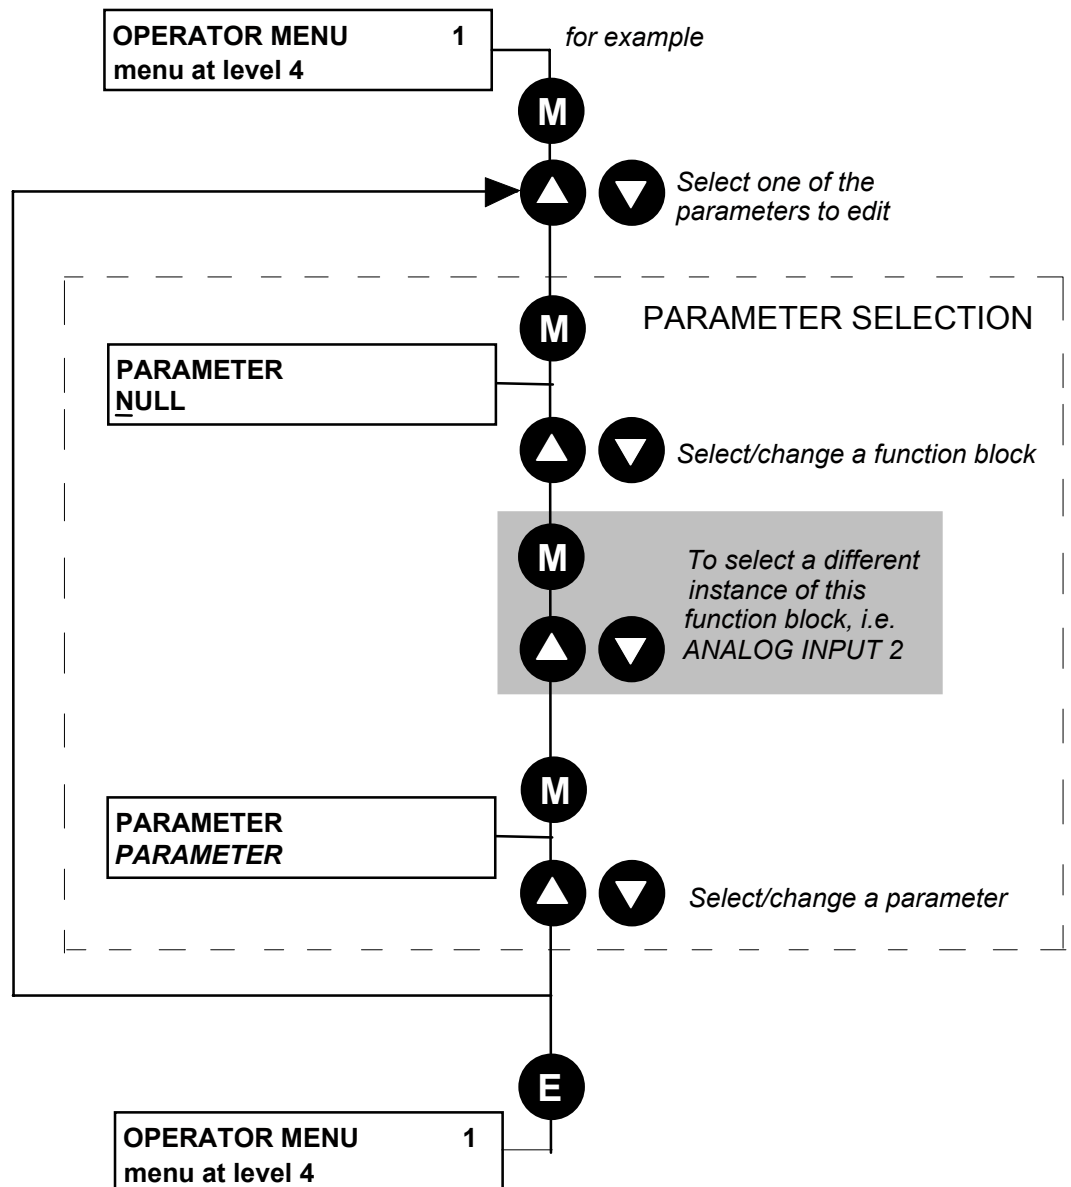 OPERATOR MENU 1
menu at level 4
for example
M
Select one of the
parameters to edit
PARAMETER SELECTION
M
PARAMETER
NULL
Select/change a function block
M
To select a different
instance of this
function block, i.e.
ANALOG INPUT 2
M
PARAMETER
PARAMETER
Select/change a parameter
E
OPERATOR MENU 1
menu at level 4